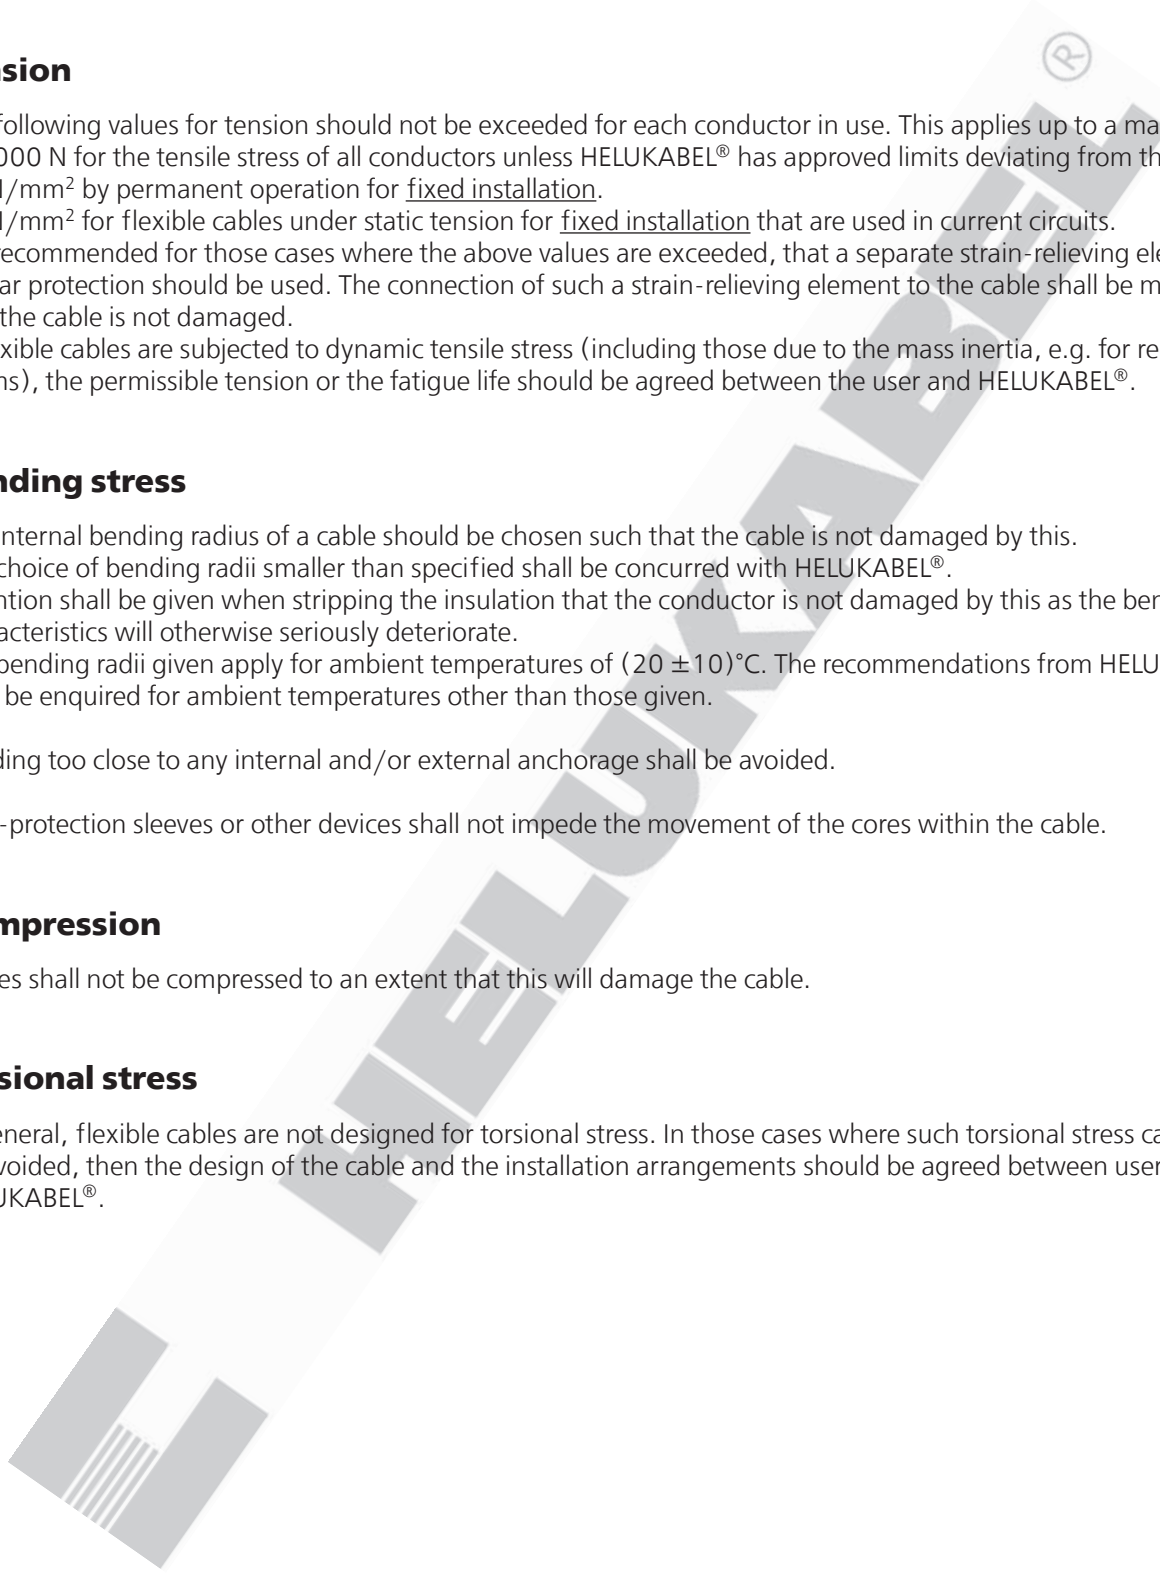 sion
following values for tension should not be exceeded for each conductor in use. This applies up to a ma
000 N for the tensile stress of all conductors unless HELUKABEL® has approved limits deviating from th
/mm² by permanent operation for fixed installation.
/mm² for flexible cables under static tension for fixed installation that are used in current circuits.
recommended for those cases where the above values are exceeded, that a separate strain-relieving ele
ar protection should be used. The connection of such a strain-relieving element to the cable shall be m
the cable is not damaged.
xible cables are subjected to dynamic tensile stress (including those due to the mass inertia, e.g. for re
ns), the permissible tension or the fatigue life should be agreed between the user and HELUKABEL®.
nding stress
internal bending radius of a cable should be chosen such that the cable is not damaged by this.
choice of bending radii smaller than specified shall be concurred with HELUKABEL®.
ntion shall be given when stripping the insulation that the conductor is not damaged by this as the ben
acteristics will otherwise seriously deteriorate.
bending radii given apply for ambient temperatures of (20 ±10)°C. The recommendations from HELU
be enquired for ambient temperatures other than those given.
ding too close to any internal and/or external anchorage shall be avoided.
-protection sleeves or other devices shall not impede the movement of the cores within the cable.
mpression
es shall not be compressed to an extent that this will damage the cable.
sional stress
eneral, flexible cables are not designed for torsional stress. In those cases where such torsional stress ca
voided, then the design of the cable and the installation arrangements should be agreed between user
UKABEL®.
HELUKABEL®